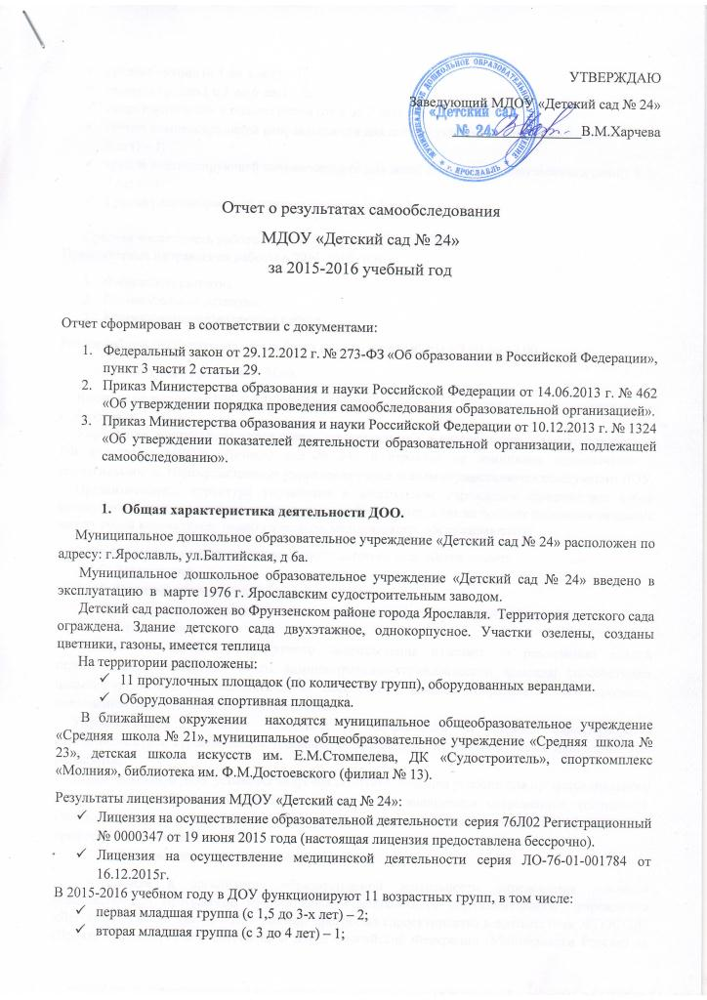 УТВЕРЖДАЮ
Заведующий МДОУ «Детский сад № 24»
В.М.Харчева
МУНИЦИПАЛЬНОЕ ДОШКОЛЬНОЕ ОБРАЗОВАТЕЛЬНОЕ УЧРЕЖДЕНИЕ
«Детский сад
№ 24»
г. ЯРОСЛАВЛЬ
Отчет о результатах самообследования
МДОУ «Детский сад № 24»
за 2015-2016 учебный год
Отчет сформирован в соответствии с документами:
1. Федеральный закон от 29.12.2012 г. № 273-ФЗ «Об образовании в Российской Федерации»,
пункт 3 части 2 статьи 29.
2. Приказ Министерства образования и науки Российской Федерации от 14.06.2013 г. № 462
«Об утверждении порядка проведения самообследования образовательной организацией».
3. Приказ Министерства образования и науки Российской Федерации от 10.12.2013 г. № 1324
«Об утверждении показателей деятельности образовательной организации, подлежащей
самообследованию».
1. Общая характеристика деятельности ДОО.
Муниципальное дошкольное образовательное учреждение «Детский сад № 24» расположен по
адресу: г.Ярославль, ул.Балтийская, д 6а.
Муниципальное дошкольное образовательное учреждение «Детский сад № 24» введено в
эксплуатацию в марте 1976 г. Ярославским судостроительным заводом.
Детский сад расположен во Фрунзенском районе города Ярославля. Территория детского сада
ограждена. Здание детского сада двухэтажное, однокорпусное. Участки озелены, созданы
цветники, газоны, имеется теплица
На территории расположены:
✓ 11 прогулочных площадок (по количеству групп), оборудованных верандами.
✓ Оборудованная спортивная площадка.
В ближайшем окружении находятся муниципальное общеобразовательное учреждение
«Средняя школа № 21», муниципальное общеобразовательное учреждение «Средняя школа №
23», детская школа искусств им. Е.М.Стомпелева, ДК «Судостроитель», спорткомплекс
«Молния», библиотека им. Ф.М.Достоевского (филиал № 13).
Результаты лицензирования МДОУ «Детский сад № 24»:
✓ Лицензия на осуществление образовательной деятельности серия 76Л02 Регистрационный
№ 0000347 от 19 июня 2015 года (настоящая лицензия предоставлена бессрочно).
✓ Лицензия на осуществление медицинской деятельности серия ЛО-76-01-001784 от
16.12.2015г.
В 2015-2016 учебном году в ДОУ функционируют 11 возрастных групп, в том числе:
✓ первая младшая группа (с 1,5 до 3-х лет) – 2;
✓ вторая младшая группа (с 3 до 4 лет) – 1;